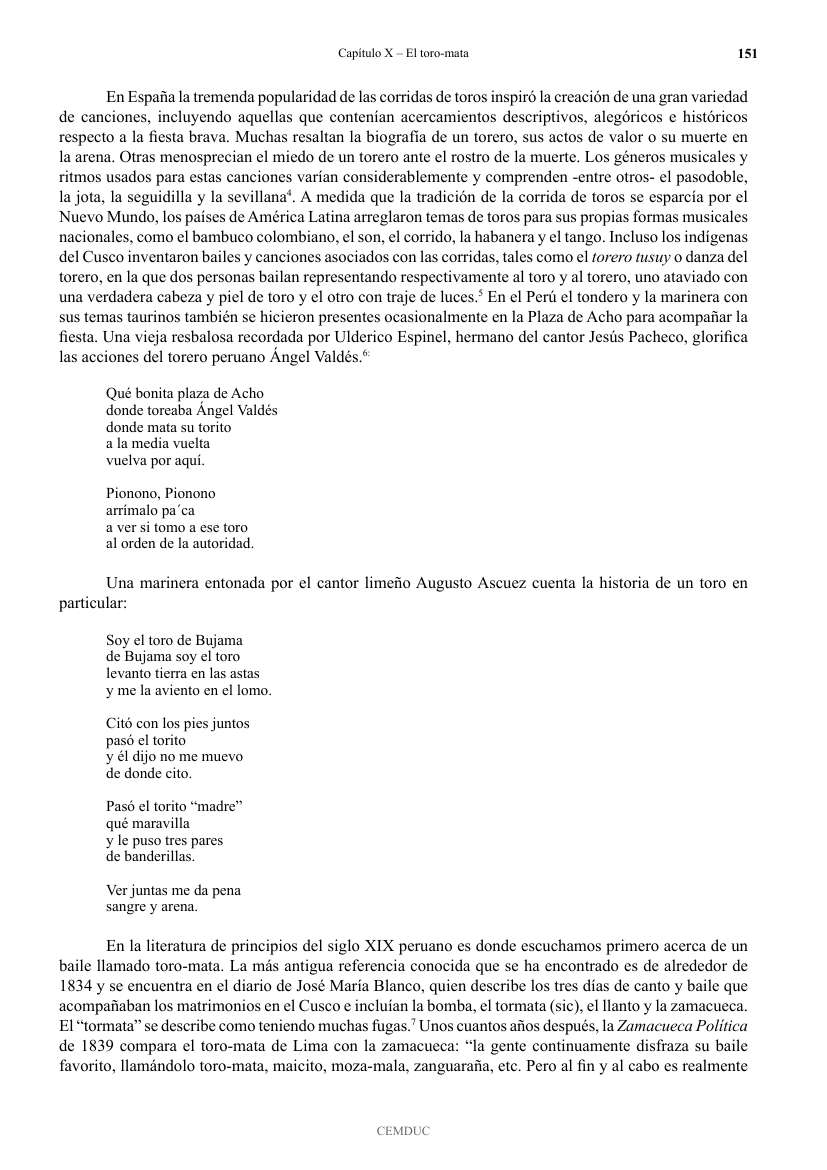 Capítulo X – El toro-mata
151
En España la tremenda popularidad de las corridas de toros inspiró la creación de una gran variedad
de canciones, incluyendo aquellas que contenían acercamientos descriptivos, alegóricos e históricos
respecto a la fiesta brava. Muchas resaltan la biografía de un torero, sus actos de valor o su muerte en
la arena. Otras menosprecian el miedo de un torero ante el rostro de la muerte. Los géneros musicales y
ritmos usados para estas canciones varían considerablemente y comprenden -entre otros- el pasodoble,
la jota, la seguidilla y la sevillana⁴. A medida que la tradición de la corrida de toros se esparcía por el
Nuevo Mundo, los países de América Latina arreglaron temas de toros para sus propias formas musicales
nacionales, como el bambuco colombiano, el son, el corrido, la habanera y el tango. Incluso los indígenas
del Cusco inventaron bailes y canciones asociados con las corridas, tales como el torero tusuy o danza del
torero, en la que dos personas bailan representando respectivamente al toro y al torero, uno ataviado con
una verdadera cabeza y piel de toro y el otro con traje de luces.⁵ En el Perú el tondero y la marinera con
sus temas taurinos también se hicieron presentes ocasionalmente en la Plaza de Acho para acompañar la
fiesta. Una vieja resbalosa recordada por Ulderico Espinel, hermano del cantor Jesús Pacheco, glorifica
las acciones del torero peruano Ángel Valdés.⁶:
Qué bonita plaza de Acho
donde toreaba Ángel Valdés
donde mata su torito
a la media vuelta
vuelva por aquí.
Pionono, Pionono
arrímalo pa´ca
a ver si tomo a ese toro
al orden de la autoridad.
Una marinera entonada por el cantor limeño Augusto Ascuez cuenta la historia de un toro en
particular:
Soy el toro de Bujama
de Bujama soy el toro
levanto tierra en las astas
y me la aviento en el lomo.
Citó con los pies juntos
pasó el torito
y él dijo no me muevo
de donde cito.
Pasó el torito “madre”
qué maravilla
y le puso tres pares
de banderillas.
Ver juntas me da pena
sangre y arena.
En la literatura de principios del siglo XIX peruano es donde escuchamos primero acerca de un
baile llamado toro-mata. La más antigua referencia conocida que se ha encontrado es de alrededor de
1834 y se encuentra en el diario de José María Blanco, quien describe los tres días de canto y baile que
acompañaban los matrimonios en el Cusco e incluían la bomba, el tormata (sic), el llanto y la zamacueca.
El “tormata” se describe como teniendo muchas fugas.⁷ Unos cuantos años después, la Zamacueca Política
de 1839 compara el toro-mata de Lima con la zamacueca: “la gente continuamente disfraza su baile
favorito, llamándolo toro-mata, maicito, moza-mala, zanguaraña, etc. Pero al fin y al cabo es realmente
CEMDUC